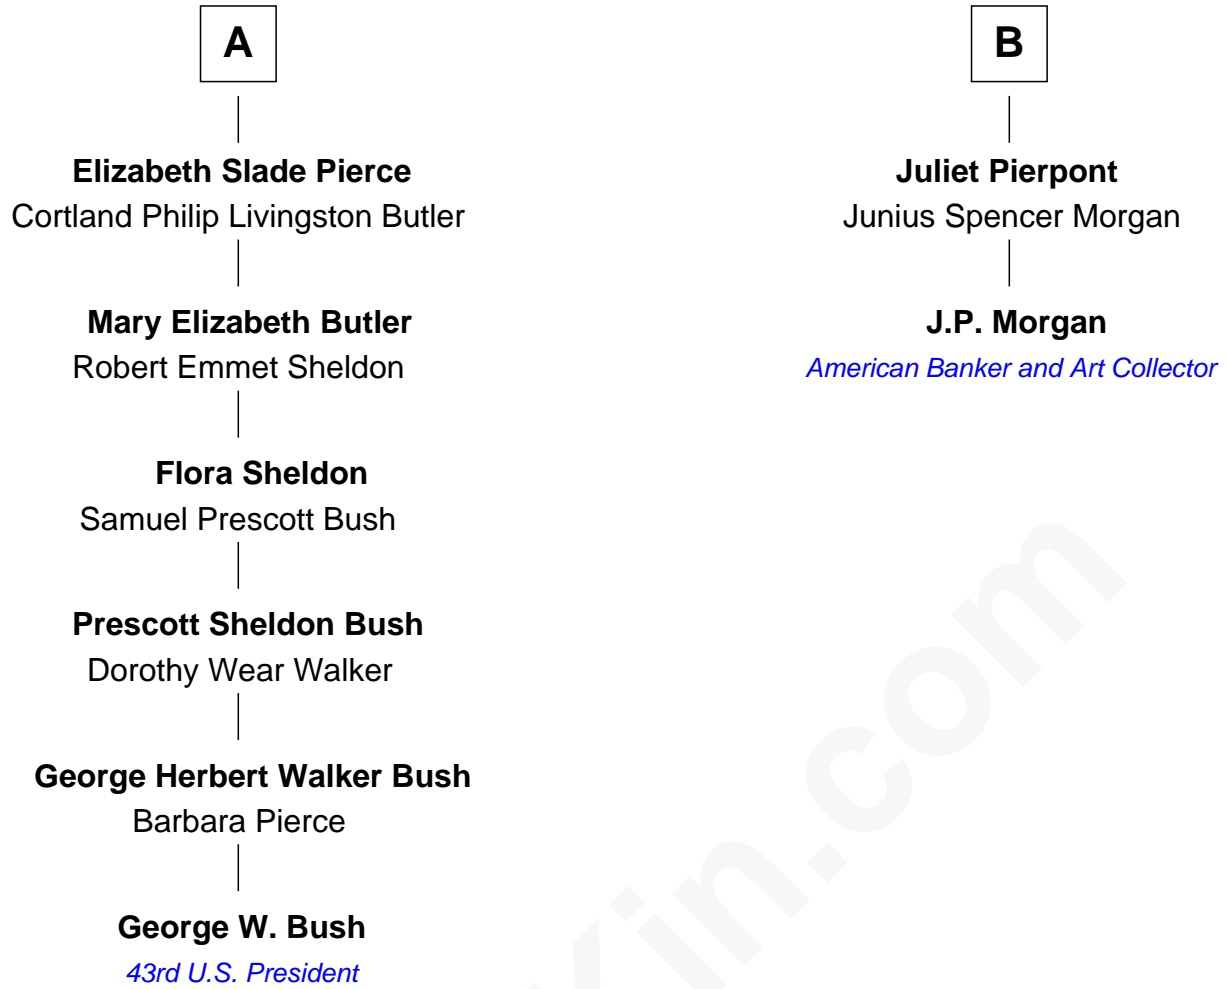 A
Elizabeth Slade Pierce
Cortland Philip Livingston Butler
Mary Elizabeth Butler
Robert Emmet Sheldon
Flora Sheldon
Samuel Prescott Bush
Prescott Sheldon Bush
Dorothy Wear Walker
George Herbert Walker Bush
Barbara Pierce
George W. Bush
43rd U.S. President
B
Juliet Pierpont
Junius Spencer Morgan
J.P. Morgan
American Banker and Art Collector
Kin.com